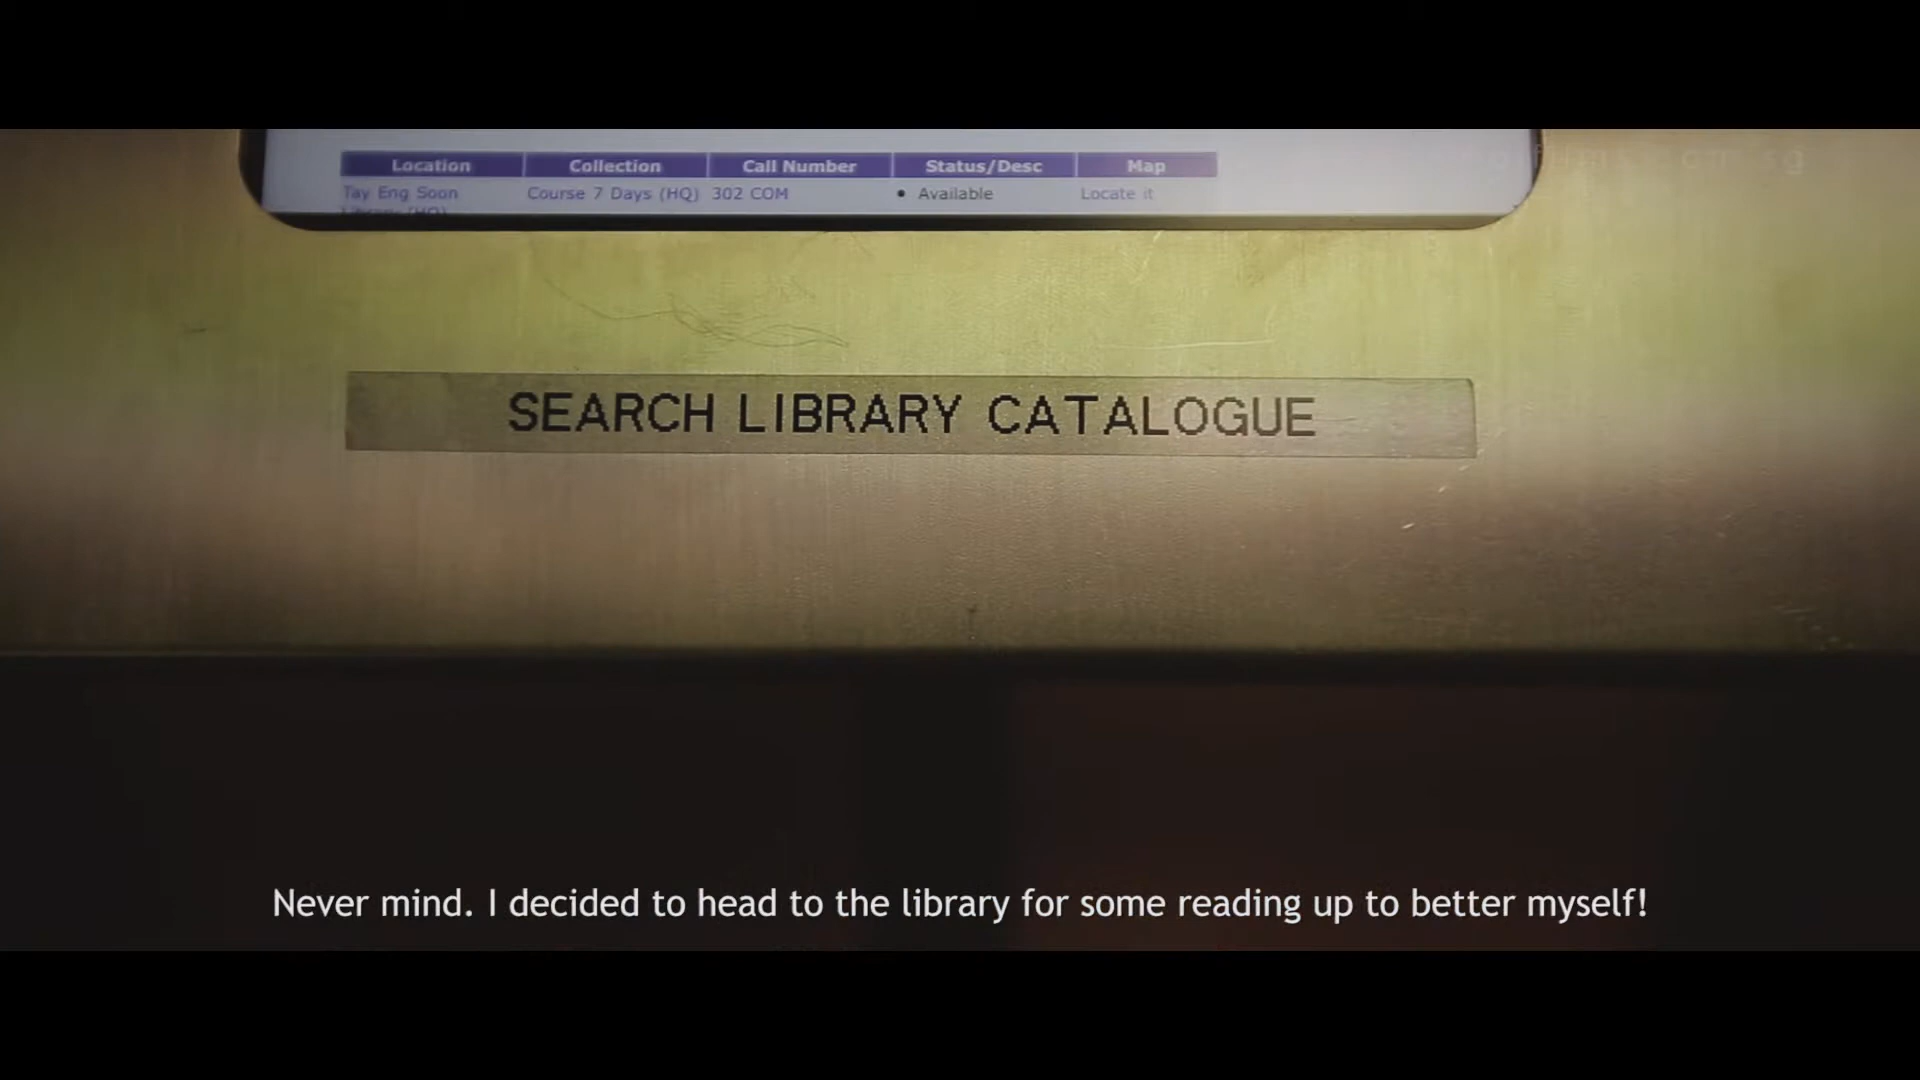 Location Collection Call Number Status/Desc Map
Tay Eng Soon Course 7 Days (HQ) 302 COM • Available Locate it
SEARCH LIBRARY CATALOGUE
Never mind. I decided to head to the library for some reading up to better myself!